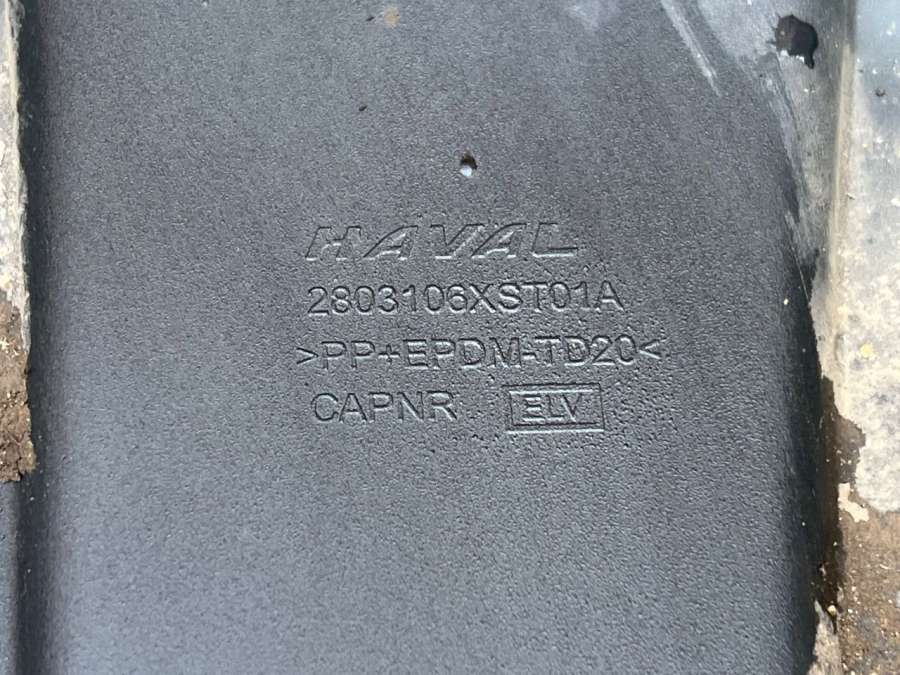 HAVAL
2803106XST01A
>PP+EPDM-TD20<
CAPNR ELV